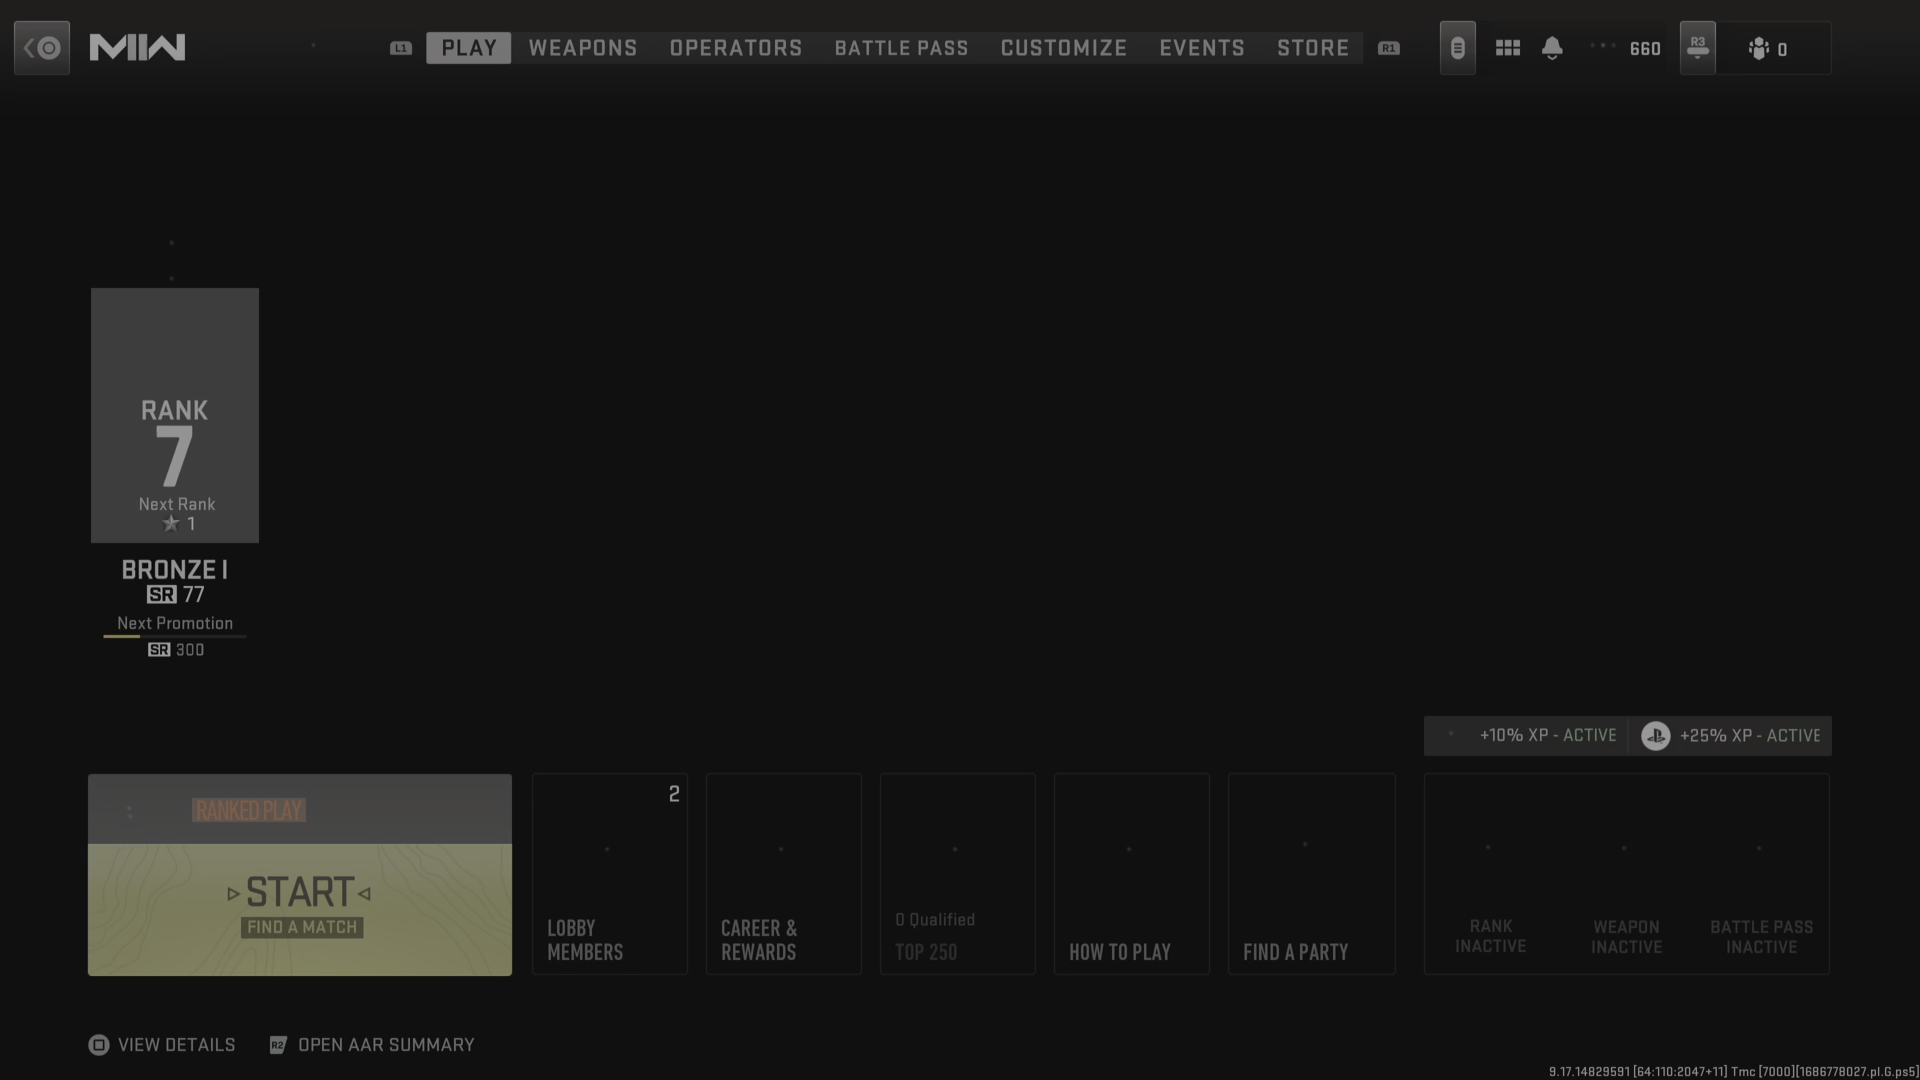 MW
L1
PLAY
WEAPONS
OPERATORS
BATTLE PASS
CUSTOMIZE
EVENTS
STORE
R1
660
R3
0
RANK
7
Next Rank
1
BRONZE I
SR 77
Next Promotion
SR 300
+10% XP - ACTIVE
+25% XP - ACTIVE
RANKED PLAY
START
FIND A MATCH
2
LOBBY
MEMBERS
CAREER &
REWARDS
0 Qualified
TOP 250
HOW TO PLAY
FIND A PARTY
RANK
INACTIVE
WEAPON
INACTIVE
BATTLE PASS
INACTIVE
VIEW DETAILS
R2 OPEN AAR SUMMARY
9.17.14829591 [64:110:2047+11] Tmc [7000][1686778027.pl.G.ps5]